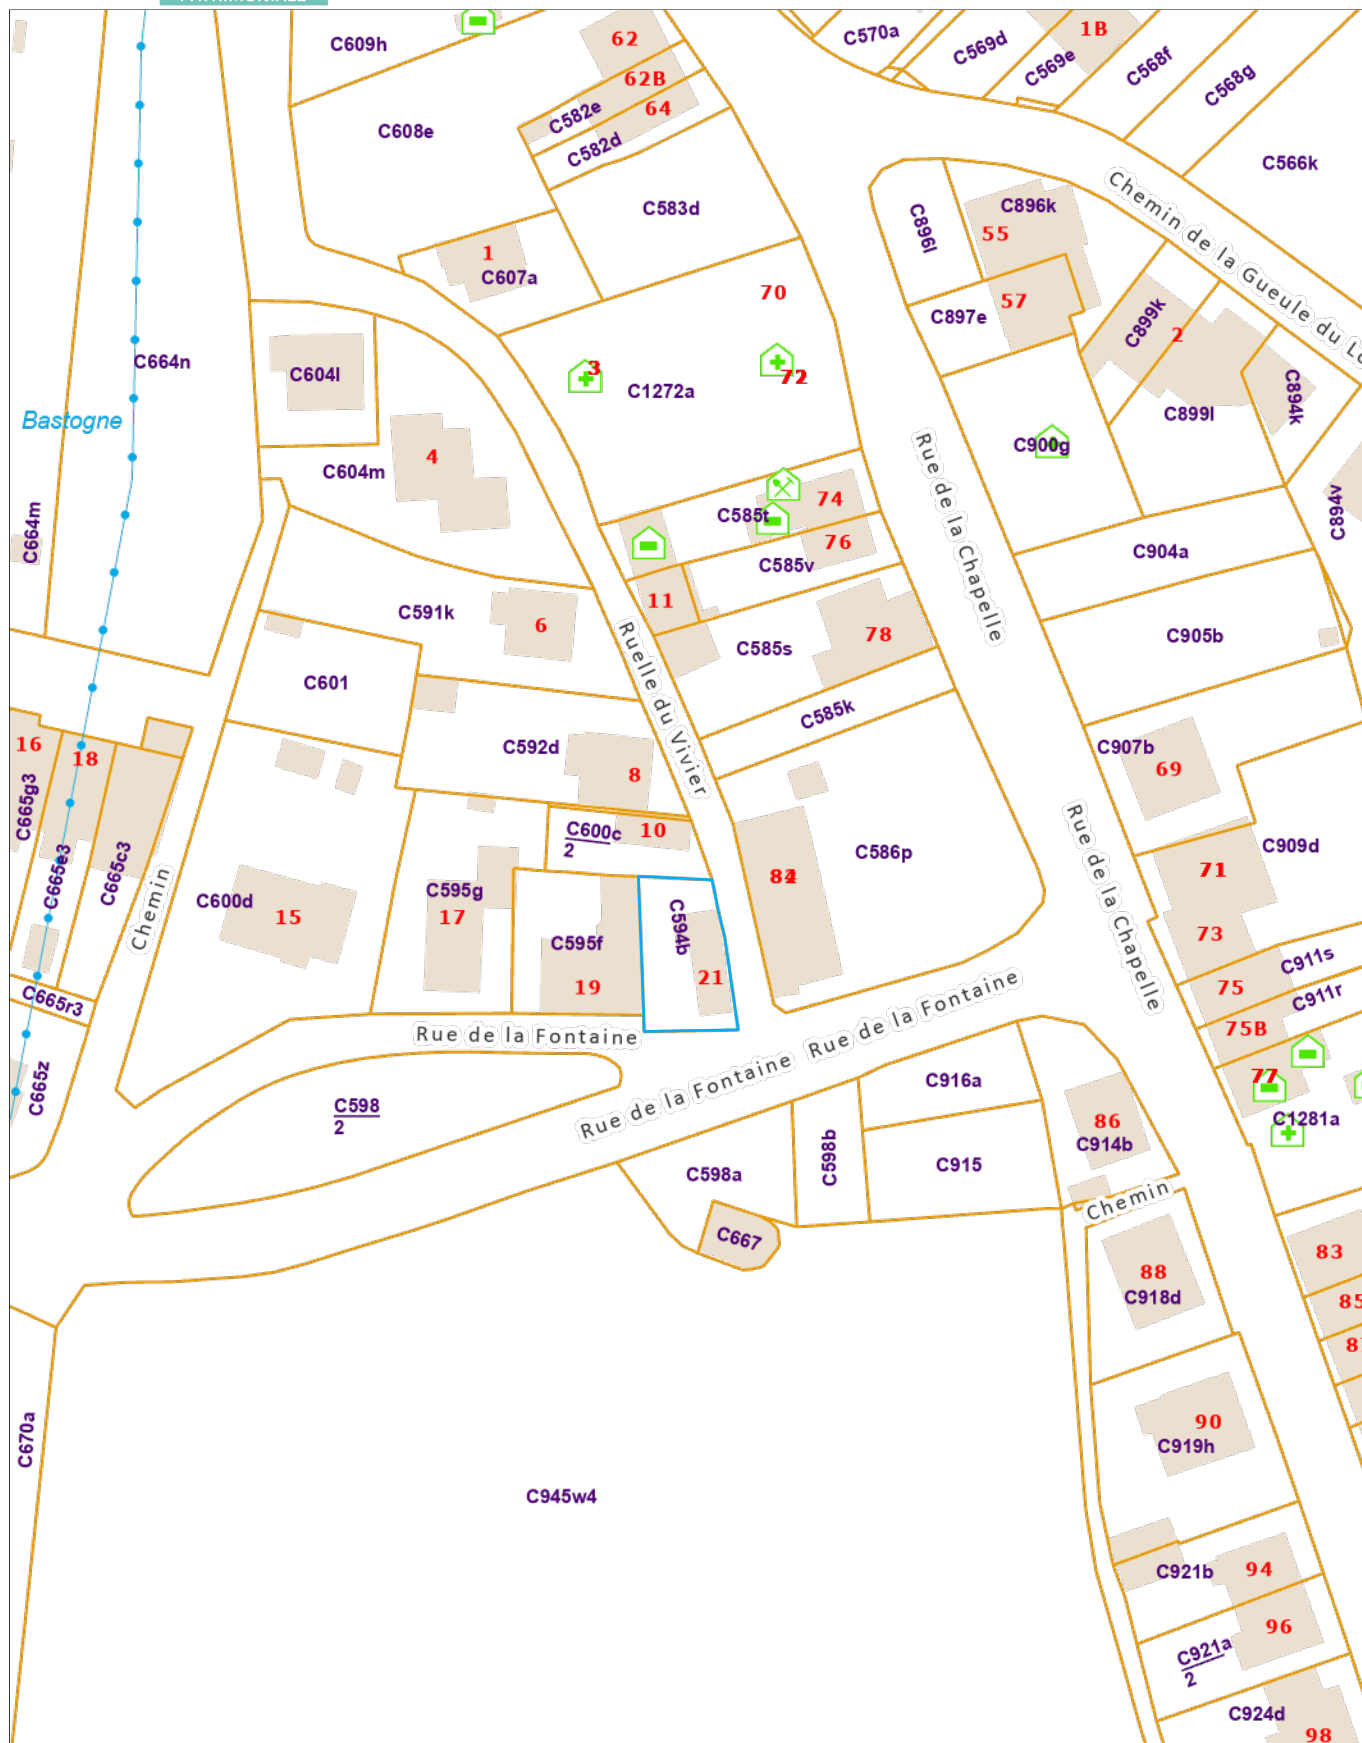 C609h
62
C570a
1B
C569d
C569e
C568f
C568g
62B
C582e
64
C608e
C582d
C566k
C583d
C896l
C896k
55
Chemin de la Gueule du
1
C607a
70
57
C897e
C899k
2
C664n
C604l
3
72
C1272a
C894k
C899l
Bastogne
4
C604m
C900g
Rue de la Chapelle
74
C585t
C894v
C664m
76
C585v
C904a
11
C591k
6
78
C585s
C905b
Ruelle du Vivier
C601
C585k
16
18
C592d
8
C907b
69
C665g3
C600c
2
10
C586p
C909d
Rue de la Chapelle
C665e3
C665c3
71
C595g
17
C600d
15
84
Chemin
C594b
C595f
73
C911s
19
21
75
C911r
C665r3
Rue de la Fontaine
Rue de la Fontaine
Rue de la Fontaine
75B
C665z
C916a
77
C598
2
86
C914b
C1281a
C598b
C915
C598a
Chemin
C667
83
88
C918d
85
C670a
90
C919h
C945w4
C921b
94
C921a
2
96
C924d
98